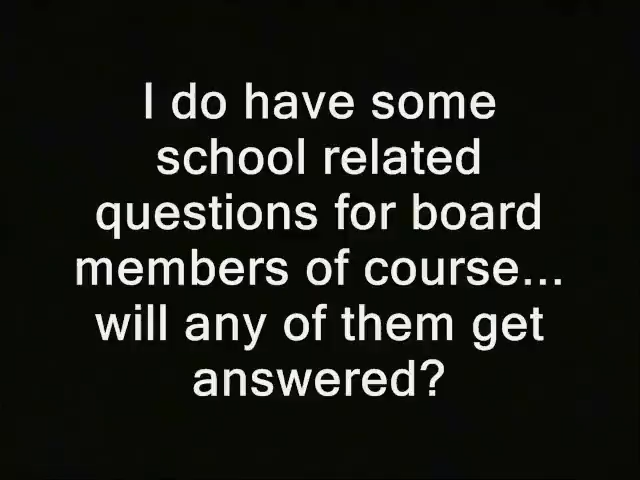 I do have some
school related
questions for board
members of course...
will any of them get
answered?